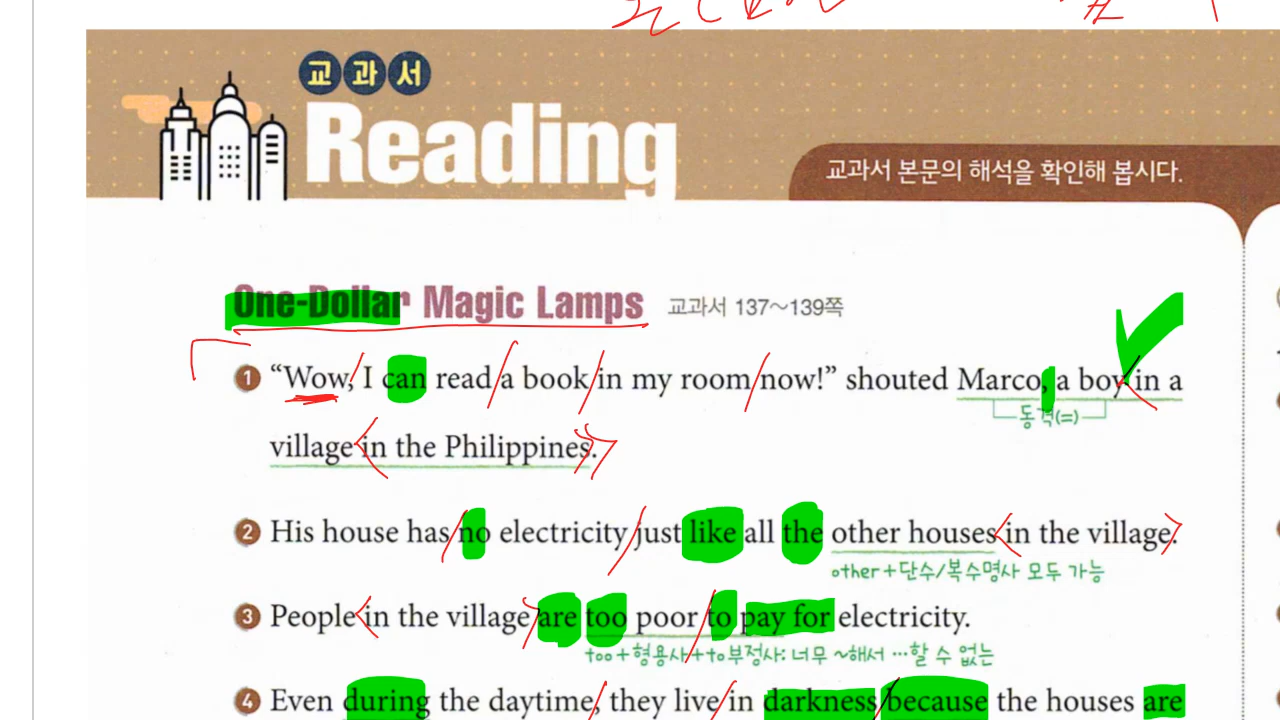 교과서
Reading
교과서 본문의 해석을 확인해 봅시다.
One-Dollar Magic Lamps 교과서 137～139쪽
1 “Wow, I can read a book in my room now!” shouted Marco, a boy in a
동격(=)
village in the Philippines.
2 His house has no electricity just like all the other houses in the village.
other+단수/복수명사 모두 가능
3 People in the village are too poor to pay for electricity.
too+형용사+to부정사: 너무 ~해서 …할 수 없는
4 Even during the daytime, they live in darkness because the houses are